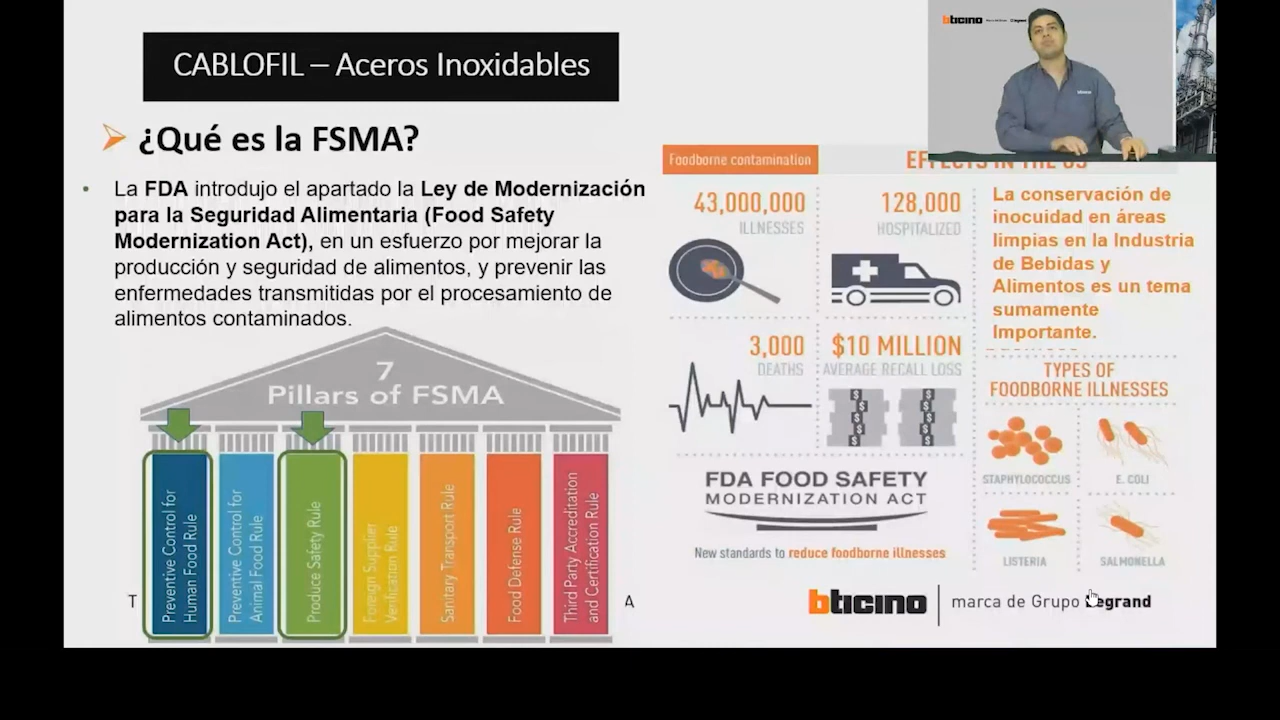 CABLOFIL – Aceros Inoxidables
¿Qué es la FSMA?
• La FDA introdujo el apartado la Ley de Modernización
para la Seguridad Alimentaria (Food Safety
Modernization Act), en un esfuerzo por mejorar la
producción y seguridad de alimentos, y prevenir las
enfermedades transmitidas por el procesamiento de
alimentos contaminados.
7
Pillars of FSMA
Preventive Control for
Human Food Rule
Preventive Control for
Animal Food Rule
Produce Safety Rule
Foreign Supplier
Verification Rule
Sanitary Transport Rule
Food Defense Rule
Third Party Accreditation
and Certification Rule
T
A
bticino
bticino
Foodborne contamination
EFFECTS IN THE US
43,000,000
ILLNESSES
128,000
HOSPITALIZED
3,000
DEATHS
$10 MILLION
AVERAGE RECALL LOSS
FDA FOOD SAFETY
MODERNIZATION ACT
New standards to reduce foodborne illnesses
La conservación de
inocuidad en áreas
limpias en la Industria
de Bebidas y
Alimentos es un tema
sumamente
Importante.
TYPES OF
FOODBORNE ILLNESSES
STAPHYLOCOCCUS
E. COLI
LISTERIA
SALMONELLA
bticino marca de Grupo legrand